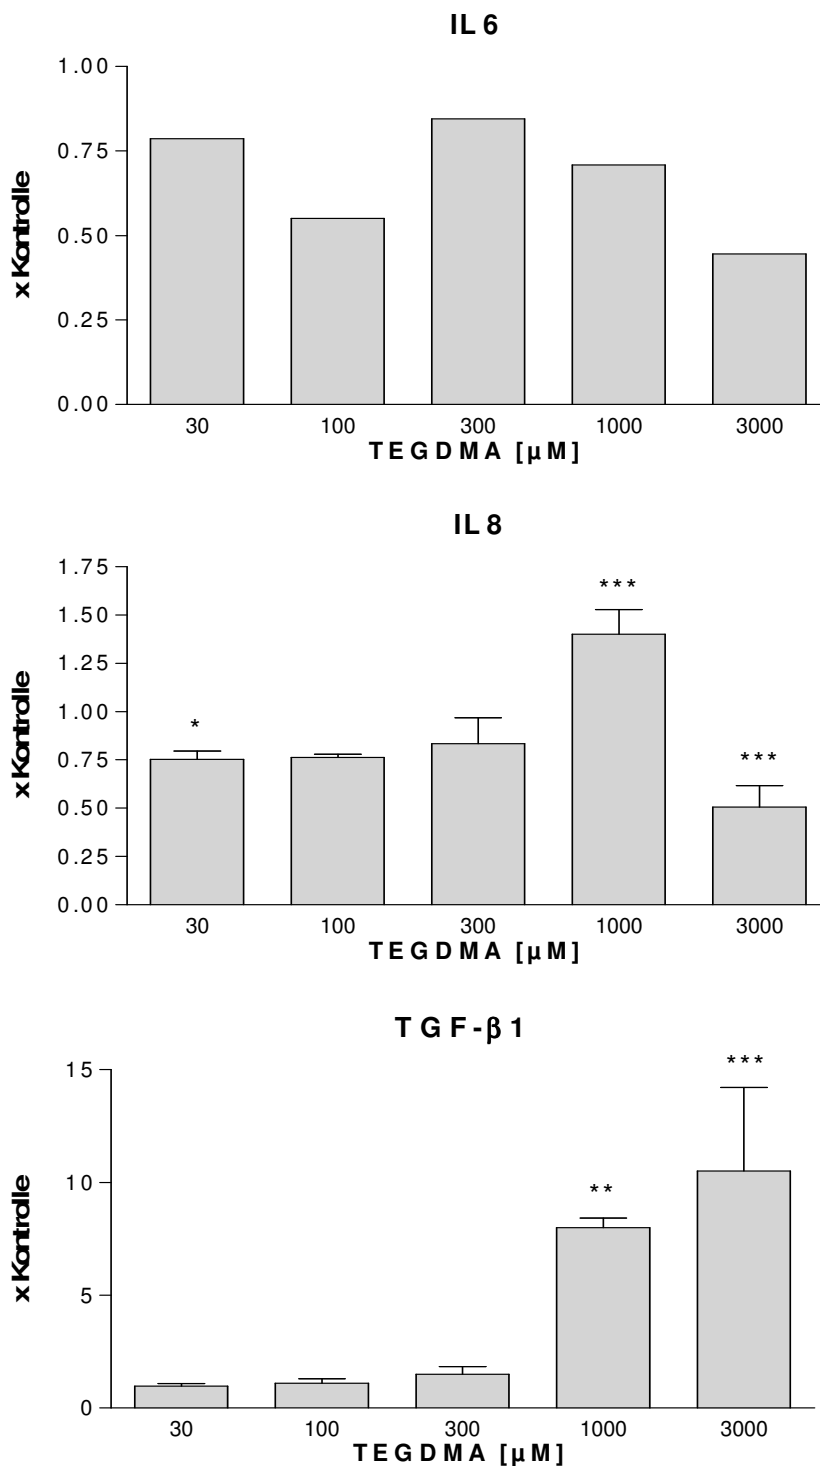 IL 6
1.00
0.75
0.50
0.25
0.00
x Kontrolle
30 100 300 1000 3000
TEGDMA [µM]
IL 8
1.75
1.50
1.25
1.00
0.75
0.50
0.25
0.00
x Kontrolle
* *** ***
30 100 300 1000 3000
TEGDMA [µM]
TGF-β1
15
10
5
0
x Kontrolle
** ***
30 100 300 1000 3000
TEGDMA [µM]